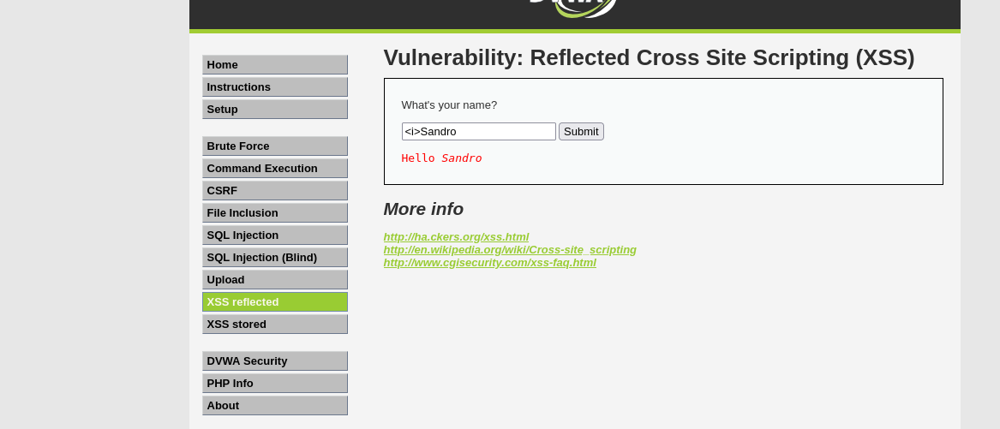 Home
Instructions
Setup
Brute Force
Command Execution
CSRF
File Inclusion
SQL Injection
SQL Injection (Blind)
Upload
XSS reflected
XSS stored
DVWA Security
PHP Info
About
Vulnerability: Reflected Cross Site Scripting (XSS)
What's your name?
<i>Sandro Submit
Hello Sandro
More info
http://ha.ckers.org/xss.html
http://en.wikipedia.org/wiki/Cross-site_scripting
http://www.cgisecurity.com/xss-faq.html